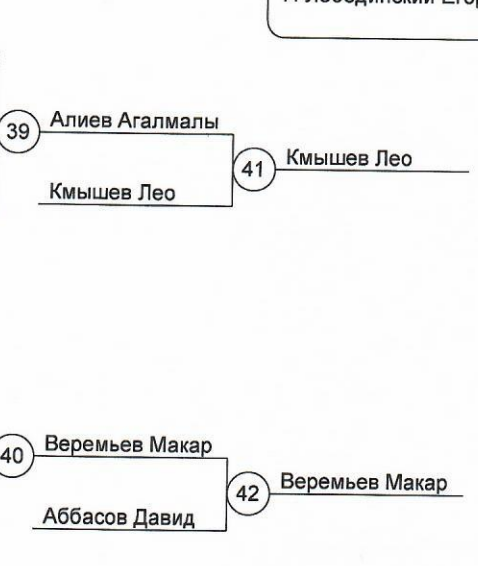 39 Алиев Агалмалы
41 Кмышев Лео
Кмышев Лео
40 Веремьев Макар
42 Веремьев Макар
Аббасов Давид